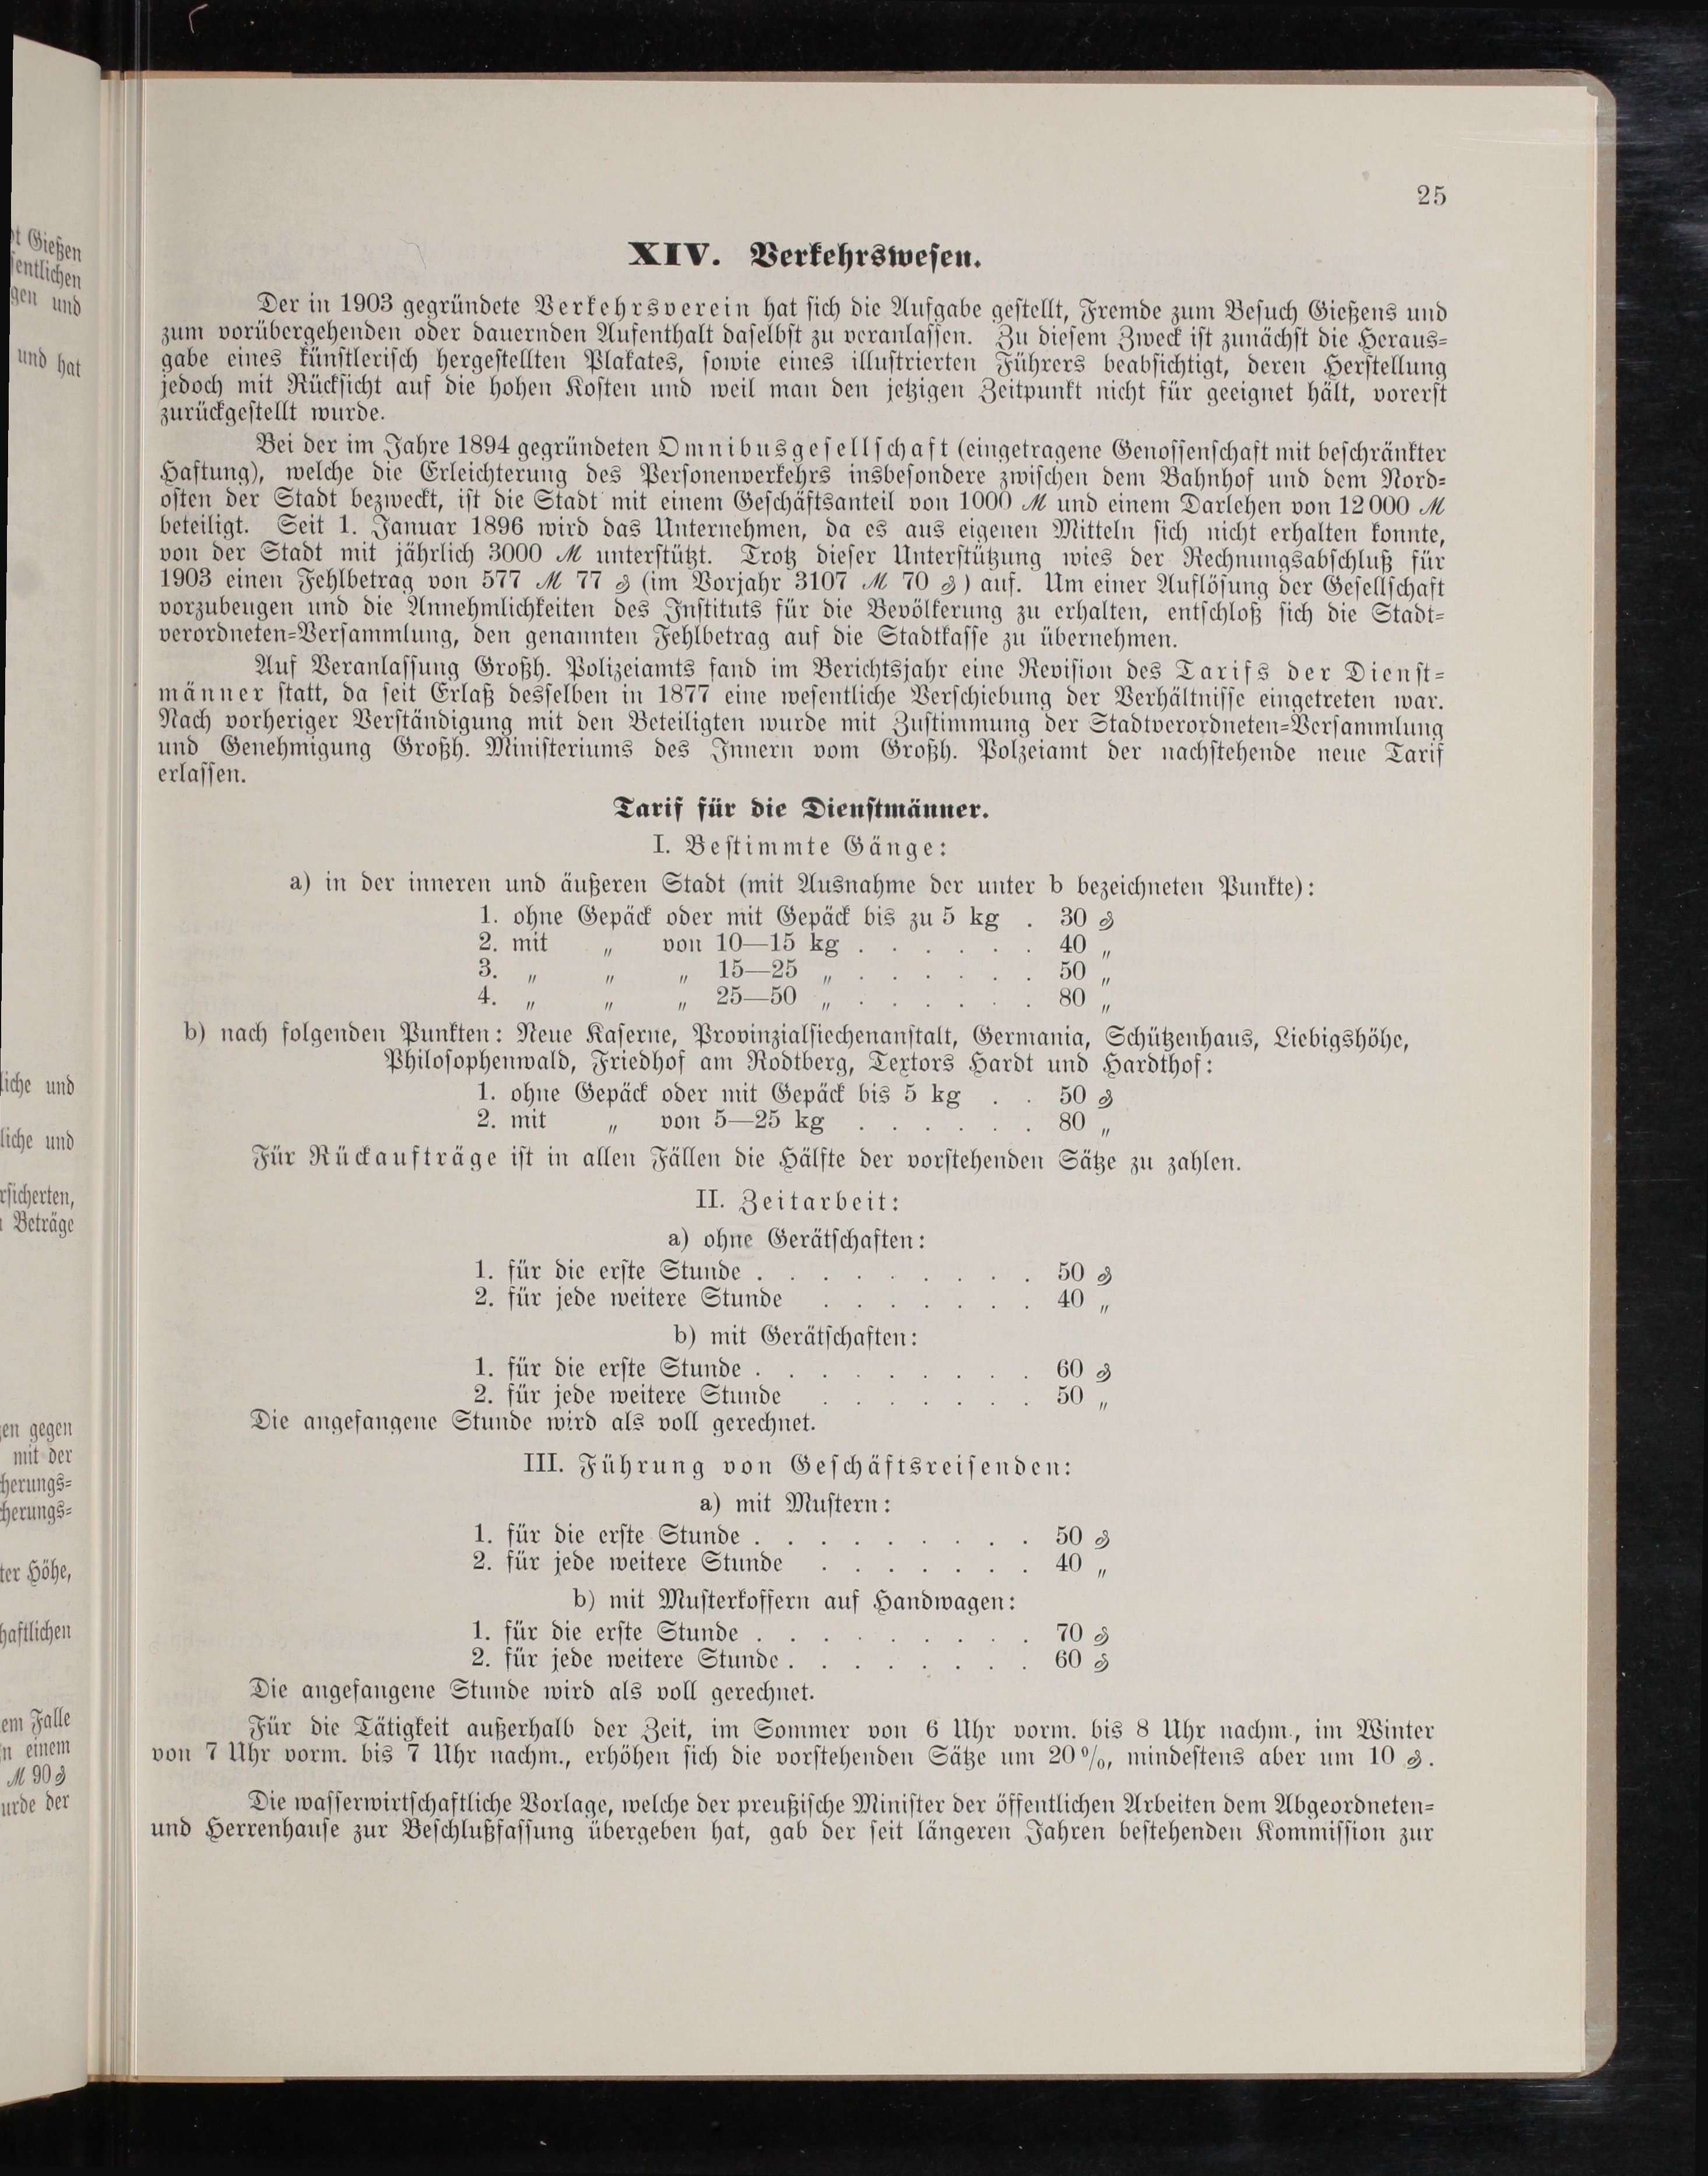 25
XIV. Verkehrswesen.
Der in 1903 gegründete Verkehrsverein hat sich die Aufgabe gestellt, Fremde zum Besuch Gießens und
zum vorübergehenden oder dauernden Aufenthalt daselbst zu veranlassen. Zu diesem Zweck ist zunächst die Heraus-
gabe eines künstlerisch hergestellten Plakates, sowie eines illustrierten Führers beabsichtigt, deren Herstellung
jedoch mit Rücksicht auf die hohen Kosten und weil man den jetzigen Zeitpunkt nicht für geeignet hält, vorerst
zurückgestellt wurde.
Bei der im Jahre 1894 gegründeten Omnibusgesellschaft (eingetragene Genossenschaft mit beschränkter
Haftung), welche die Erleichterung des Personenverkehrs insbesondere zwischen dem Bahnhof und dem Nord-
osten der Stadt bezweckt, ist die Stadt mit einem Geschäftsanteil von 1000 M und einem Darlehen von 12 000 M
beteiligt. Seit 1. Januar 1896 wird das Unternehmen, da es aus eigenen Mitteln sich nicht erhalten konnte,
von der Stadt mit jährlich 3000 M unterstützt. Trotz dieser Unterstützung wies der Rechnungsabschluß für
1903 einen Fehlbetrag von 577 M 77 ₰ (im Vorjahr 3107 M 70 ₰) auf. Um einer Auflösung der Gesellschaft
vorzubeugen und die Annehmlichkeiten des Instituts für die Bevölkerung zu erhalten, entschloß sich die Stadt-
verordneten-Versammlung, den genannten Fehlbetrag auf die Stadtkasse zu übernehmen.
Auf Veranlassung Großh. Polizeiamts fand im Berichtsjahr eine Revision des Tarifs der Dienst-
männer statt, da seit Erlaß desselben in 1877 eine wesentliche Verschiebung der Verhältnisse eingetreten war.
Nach vorheriger Verständigung mit den Beteiligten wurde mit Zustimmung der Stadtverordneten-Versammlung
und Genehmigung Großh. Ministeriums des Innern vom Großh. Polzeiamt der nachstehende neue Tarif
erlassen.
Tarif für die Dienstmänner.
I. Bestimmte Gänge:
a) in der inneren und äußeren Stadt (mit Ausnahme der unter b bezeichneten Punkte):
1. ohne Gepäck oder mit Gepäck bis zu 5 kg . 30 ₰
2. mit „ von 10—15 kg . . . . . . 40 „
3. „ „ „ 15—25 „ . . . . . . 50 „
4. „ „ „ 25—50 „ . . . . . . 80 „
b) nach folgenden Punkten: Neue Kaserne, Provinzialsiechenanstalt, Germania, Schützenhaus, Liebigshöhe,
Philosophenwald, Friedhof am Rodtberg, Textors Hardt und Hardthof:
1. ohne Gepäck oder mit Gepäck bis 5 kg . . 50 ₰
2. mit „ von 5—25 kg . . . . . . 80 „
Für Rückaufträge ist in allen Fällen die Hälfte der vorstehenden Sätze zu zahlen.
II. Zeitarbeit:
a) ohne Gerätschaften:
1. für die erste Stunde . . . . . . . . . 50 ₰
2. für jede weitere Stunde . . . . . . . 40 „
b) mit Gerätschaften:
1. für die erste Stunde . . . . . . . . . 60 ₰
2. für jede weitere Stunde . . . . . . . 50 „
Die angefangene Stunde wird als voll gerechnet.
III. Führung von Geschäftsreisenden:
a) mit Mustern:
1. für die erste Stunde . . . . . . . . . 50 ₰
2. für jede weitere Stunde . . . . . . . 40 „
b) mit Musterkoffern auf Handwagen:
1. für die erste Stunde . . . . . . . . . 70 ₰
2. für jede weitere Stunde . . . . . . . . 60 ₰
Die angefangene Stunde wird als voll gerechnet.
Für die Tätigkeit außerhalb der Zeit, im Sommer von 6 Uhr vorm. bis 8 Uhr nachm., im Winter
von 7 Uhr vorm. bis 7 Uhr nachm., erhöhen sich die vorstehenden Sätze um 20 %, mindestens aber um 10 ₰.
Die wasserwirtschaftliche Vorlage, welche der preußische Minister der öffentlichen Arbeiten dem Abgeordneten-
und Herrenhause zur Beschlußfassung übergeben hat, gab der seit längeren Jahren bestehenden Kommission zur